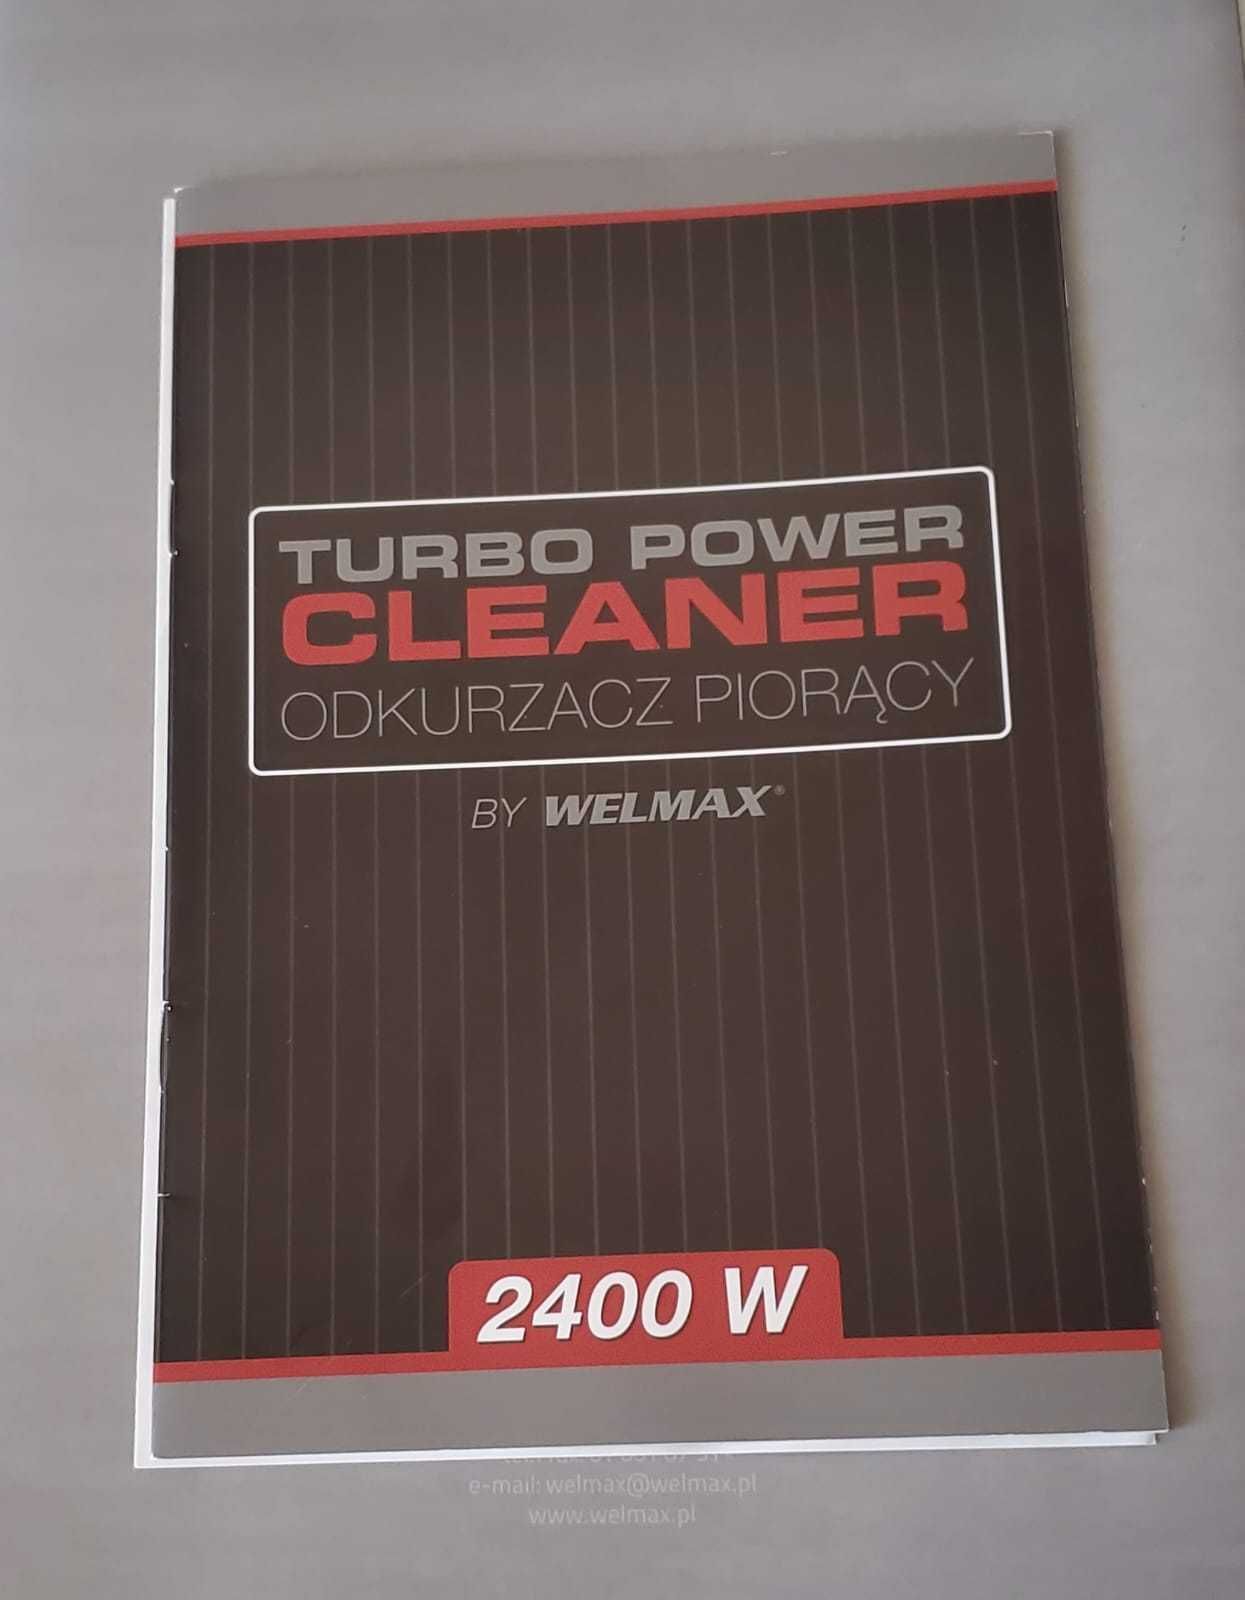 TURBO POWER
CLEANER
ODKURZACZ PIORĄCY
BY WELMAX®
2400 W
e-mail: welmax@welmax.pl
www.welmax.pl